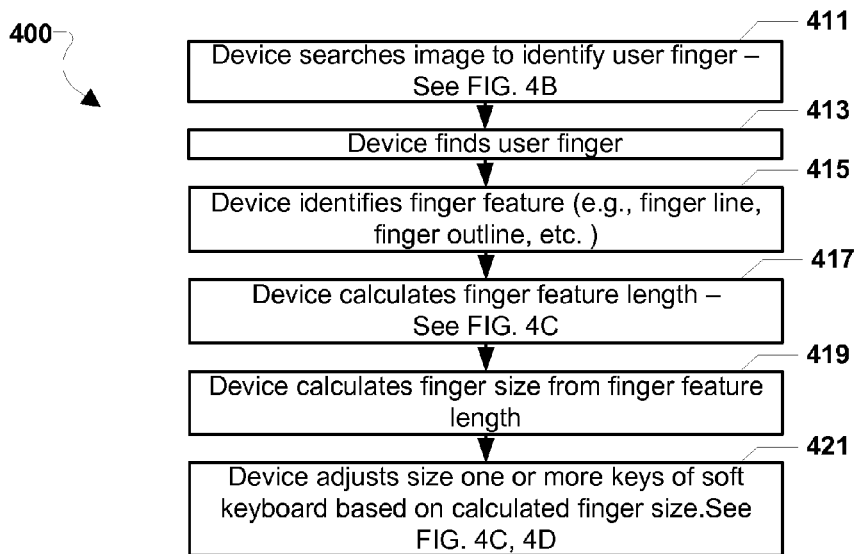 400
411
Device searches image to identify user finger –
See FIG. 4B
413
Device finds user finger
415
Device identifies finger feature (e.g., finger line,
finger outline, etc. )
417
Device calculates finger feature length –
See FIG. 4C
419
Device calculates finger size from finger feature
length
421
Device adjusts size one or more keys of soft
keyboard based on calculated finger size.See
FIG. 4C, 4D